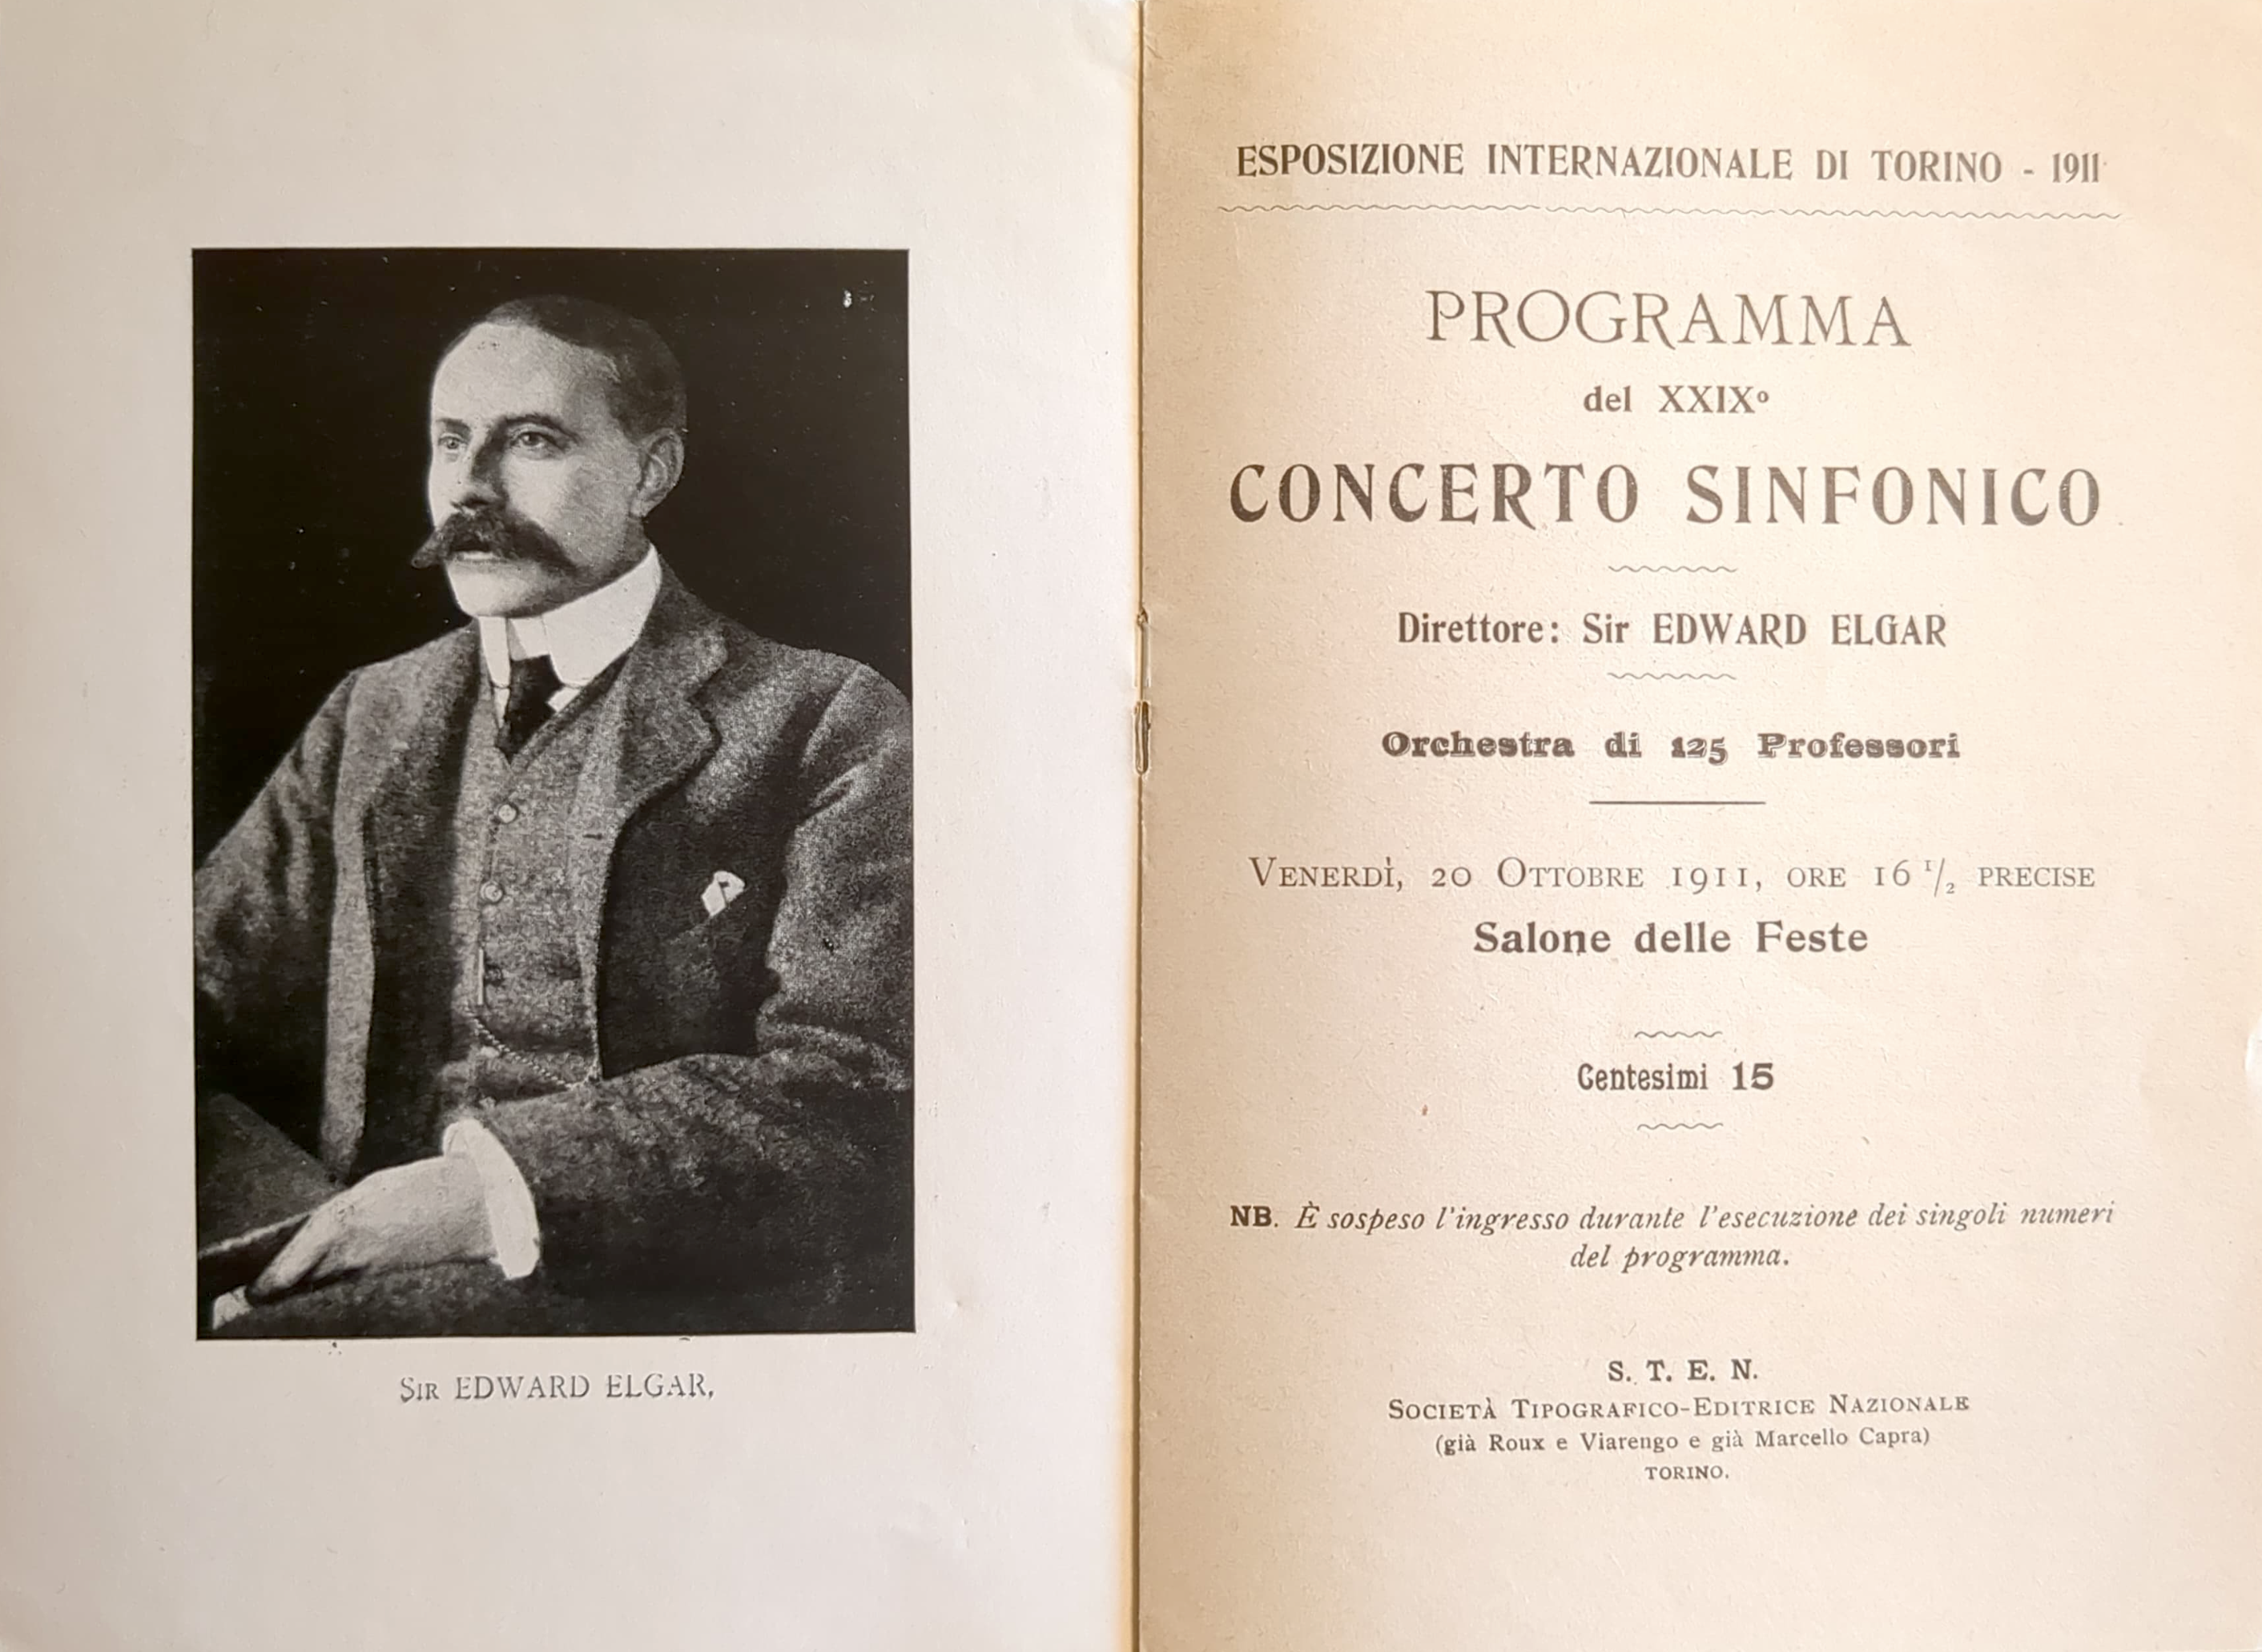 Sir EDWARD ELGAR,
ESPOSIZIONE INTERNAZIONALE DI TORINO - 1911
PROGRAMMA
del XXIXº
CONCERTO SINFONICO
Direttore: Sir EDWARD ELGAR
Orchestra di 125 Professori
Venerdì, 20 Ottobre 1911, ore 16 1/2 precise
Salone delle Feste
Centesimi 15
NB. È sospeso l'ingresso durante l'esecuzione dei singoli numeri
del programma.
S. T. E. N.
Società Tipografico-Editrice Nazionale
(già Roux e Viarengo e già Marcello Capra)
TORINO.